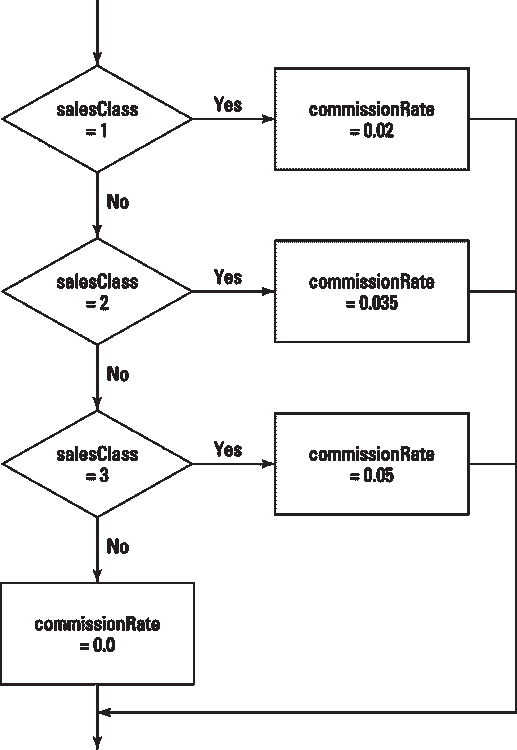 salesClass
= 1
Yes
commissionRate
= 0.02
No
salesClass
= 2
Yes
commissionRate
= 0.035
No
salesClass
= 3
Yes
commissionRate
= 0.05
No
commissionRate
= 0.0